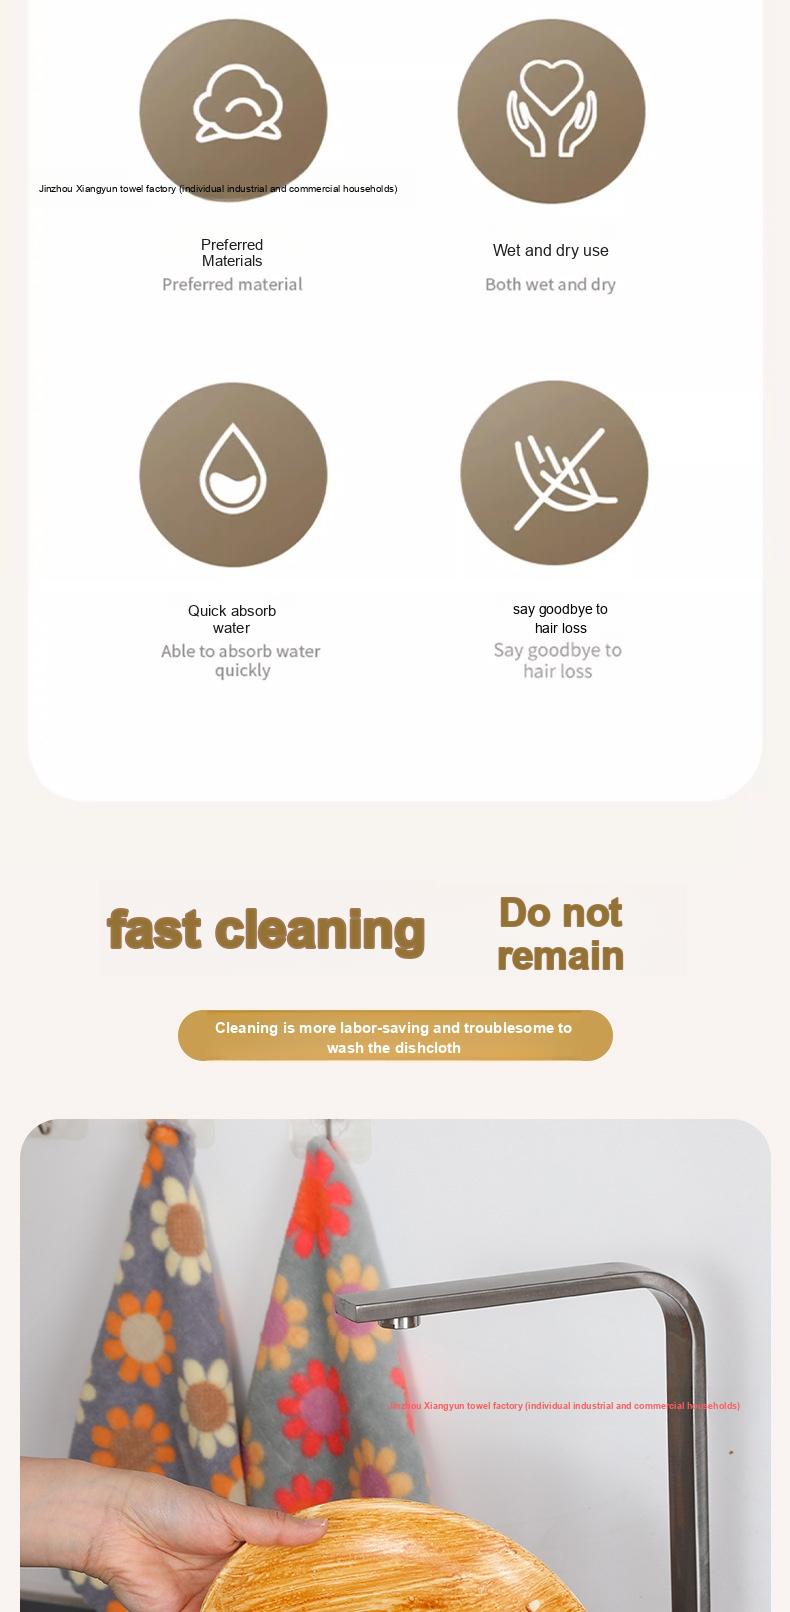 Jinzhou Xiangyun towel factory (individual industrial and commercial households)
Preferred
Materials
Preferred material
Wet and dry use
Both wet and dry
Quick absorb
water
Able to absorb water
quickly
say goodbye to
hair loss
Say goodbye to
hair loss
fast cleaning
Do not
remain
Cleaning is more labor-saving and troublesome to
wash the dishcloth
Jinzhou Xiangyun towel factory (individual industrial and commercial households)